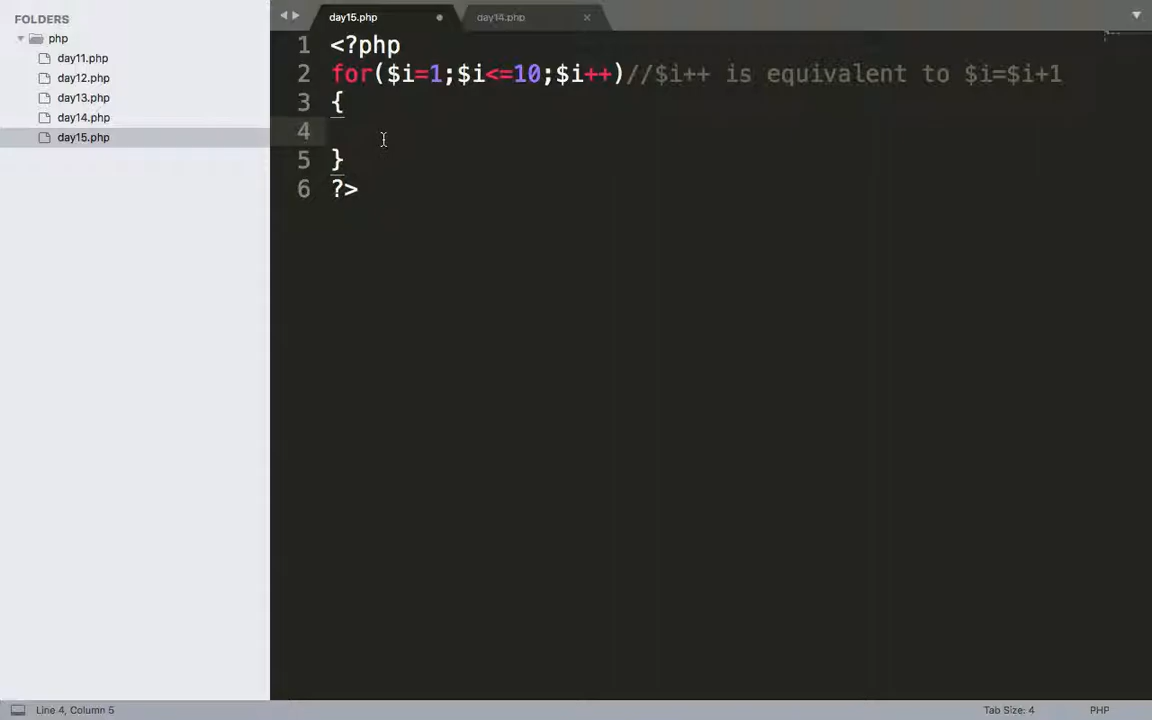 FOLDERS
php
day11.php
day12.php
day13.php
day14.php
day15.php
day15.php
day14.php
1 <?php
2 for($i=1;$i<=10;$i++)//$i++ is equivalent to $i=$i+1
3 {
4
5 }
6 ?>
Line 4, Column 5
Tab Size: 4
PHP